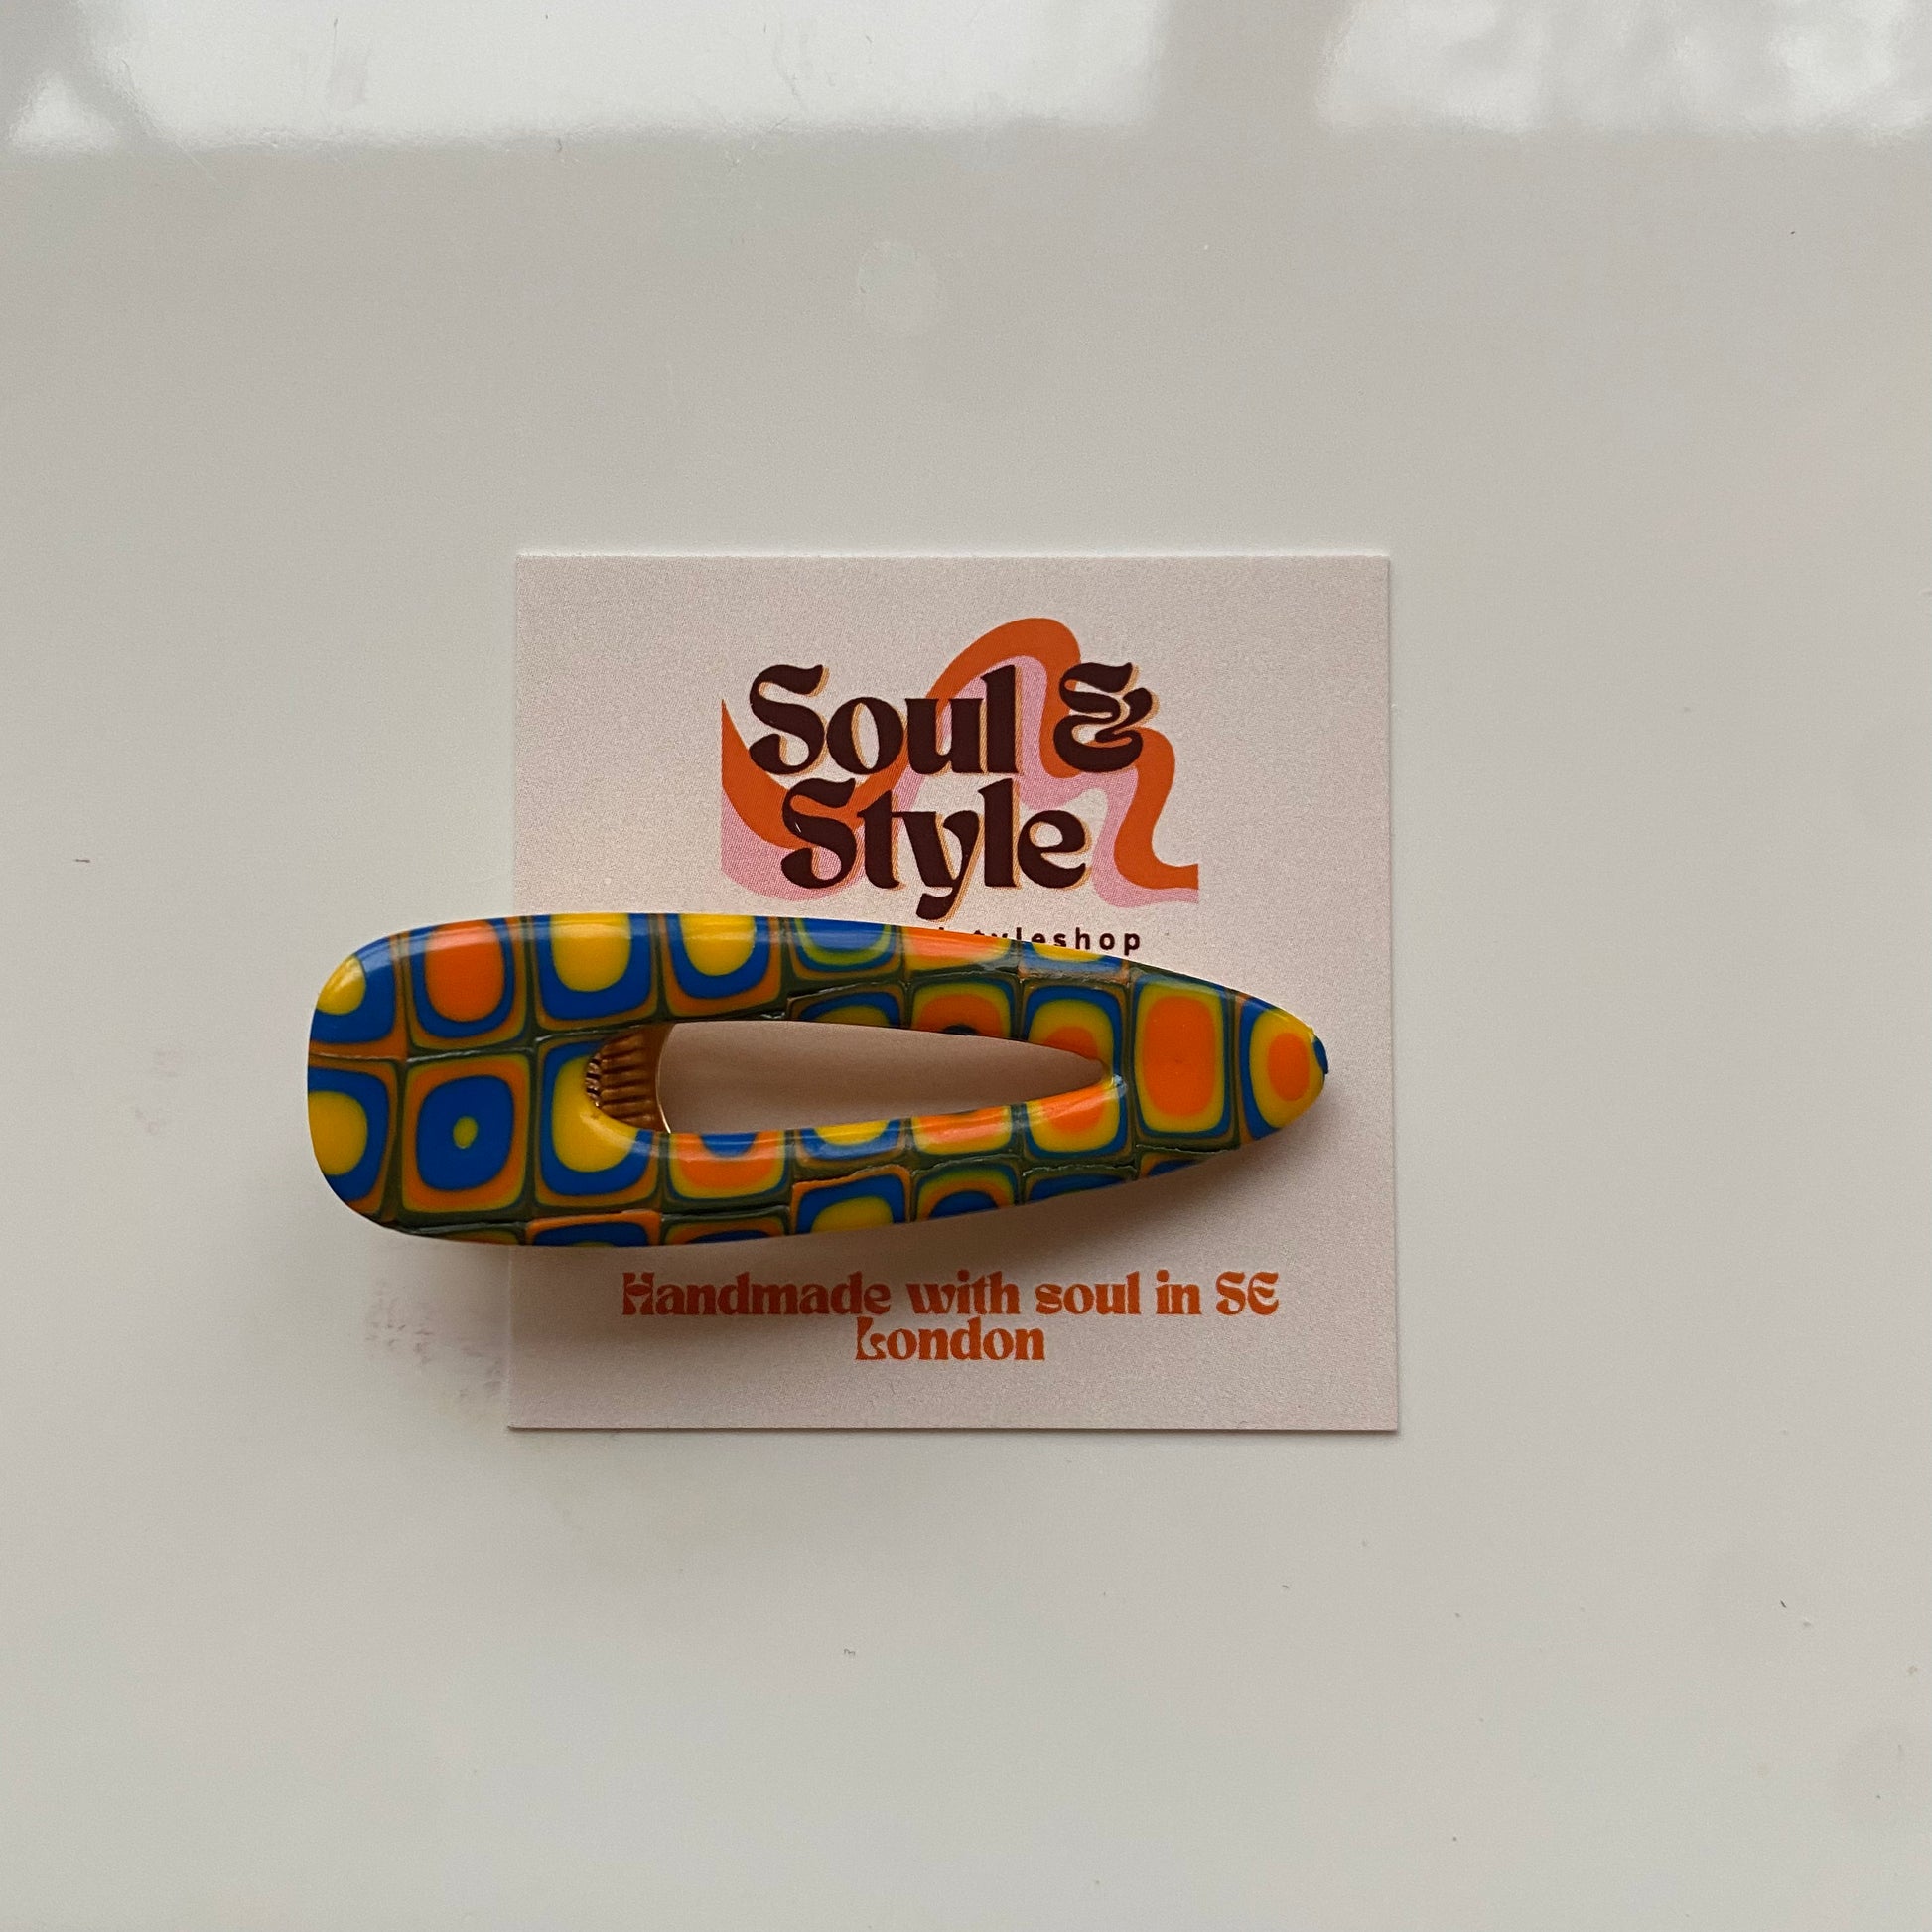 Soul &
Style
Handmade with soul in SE
London